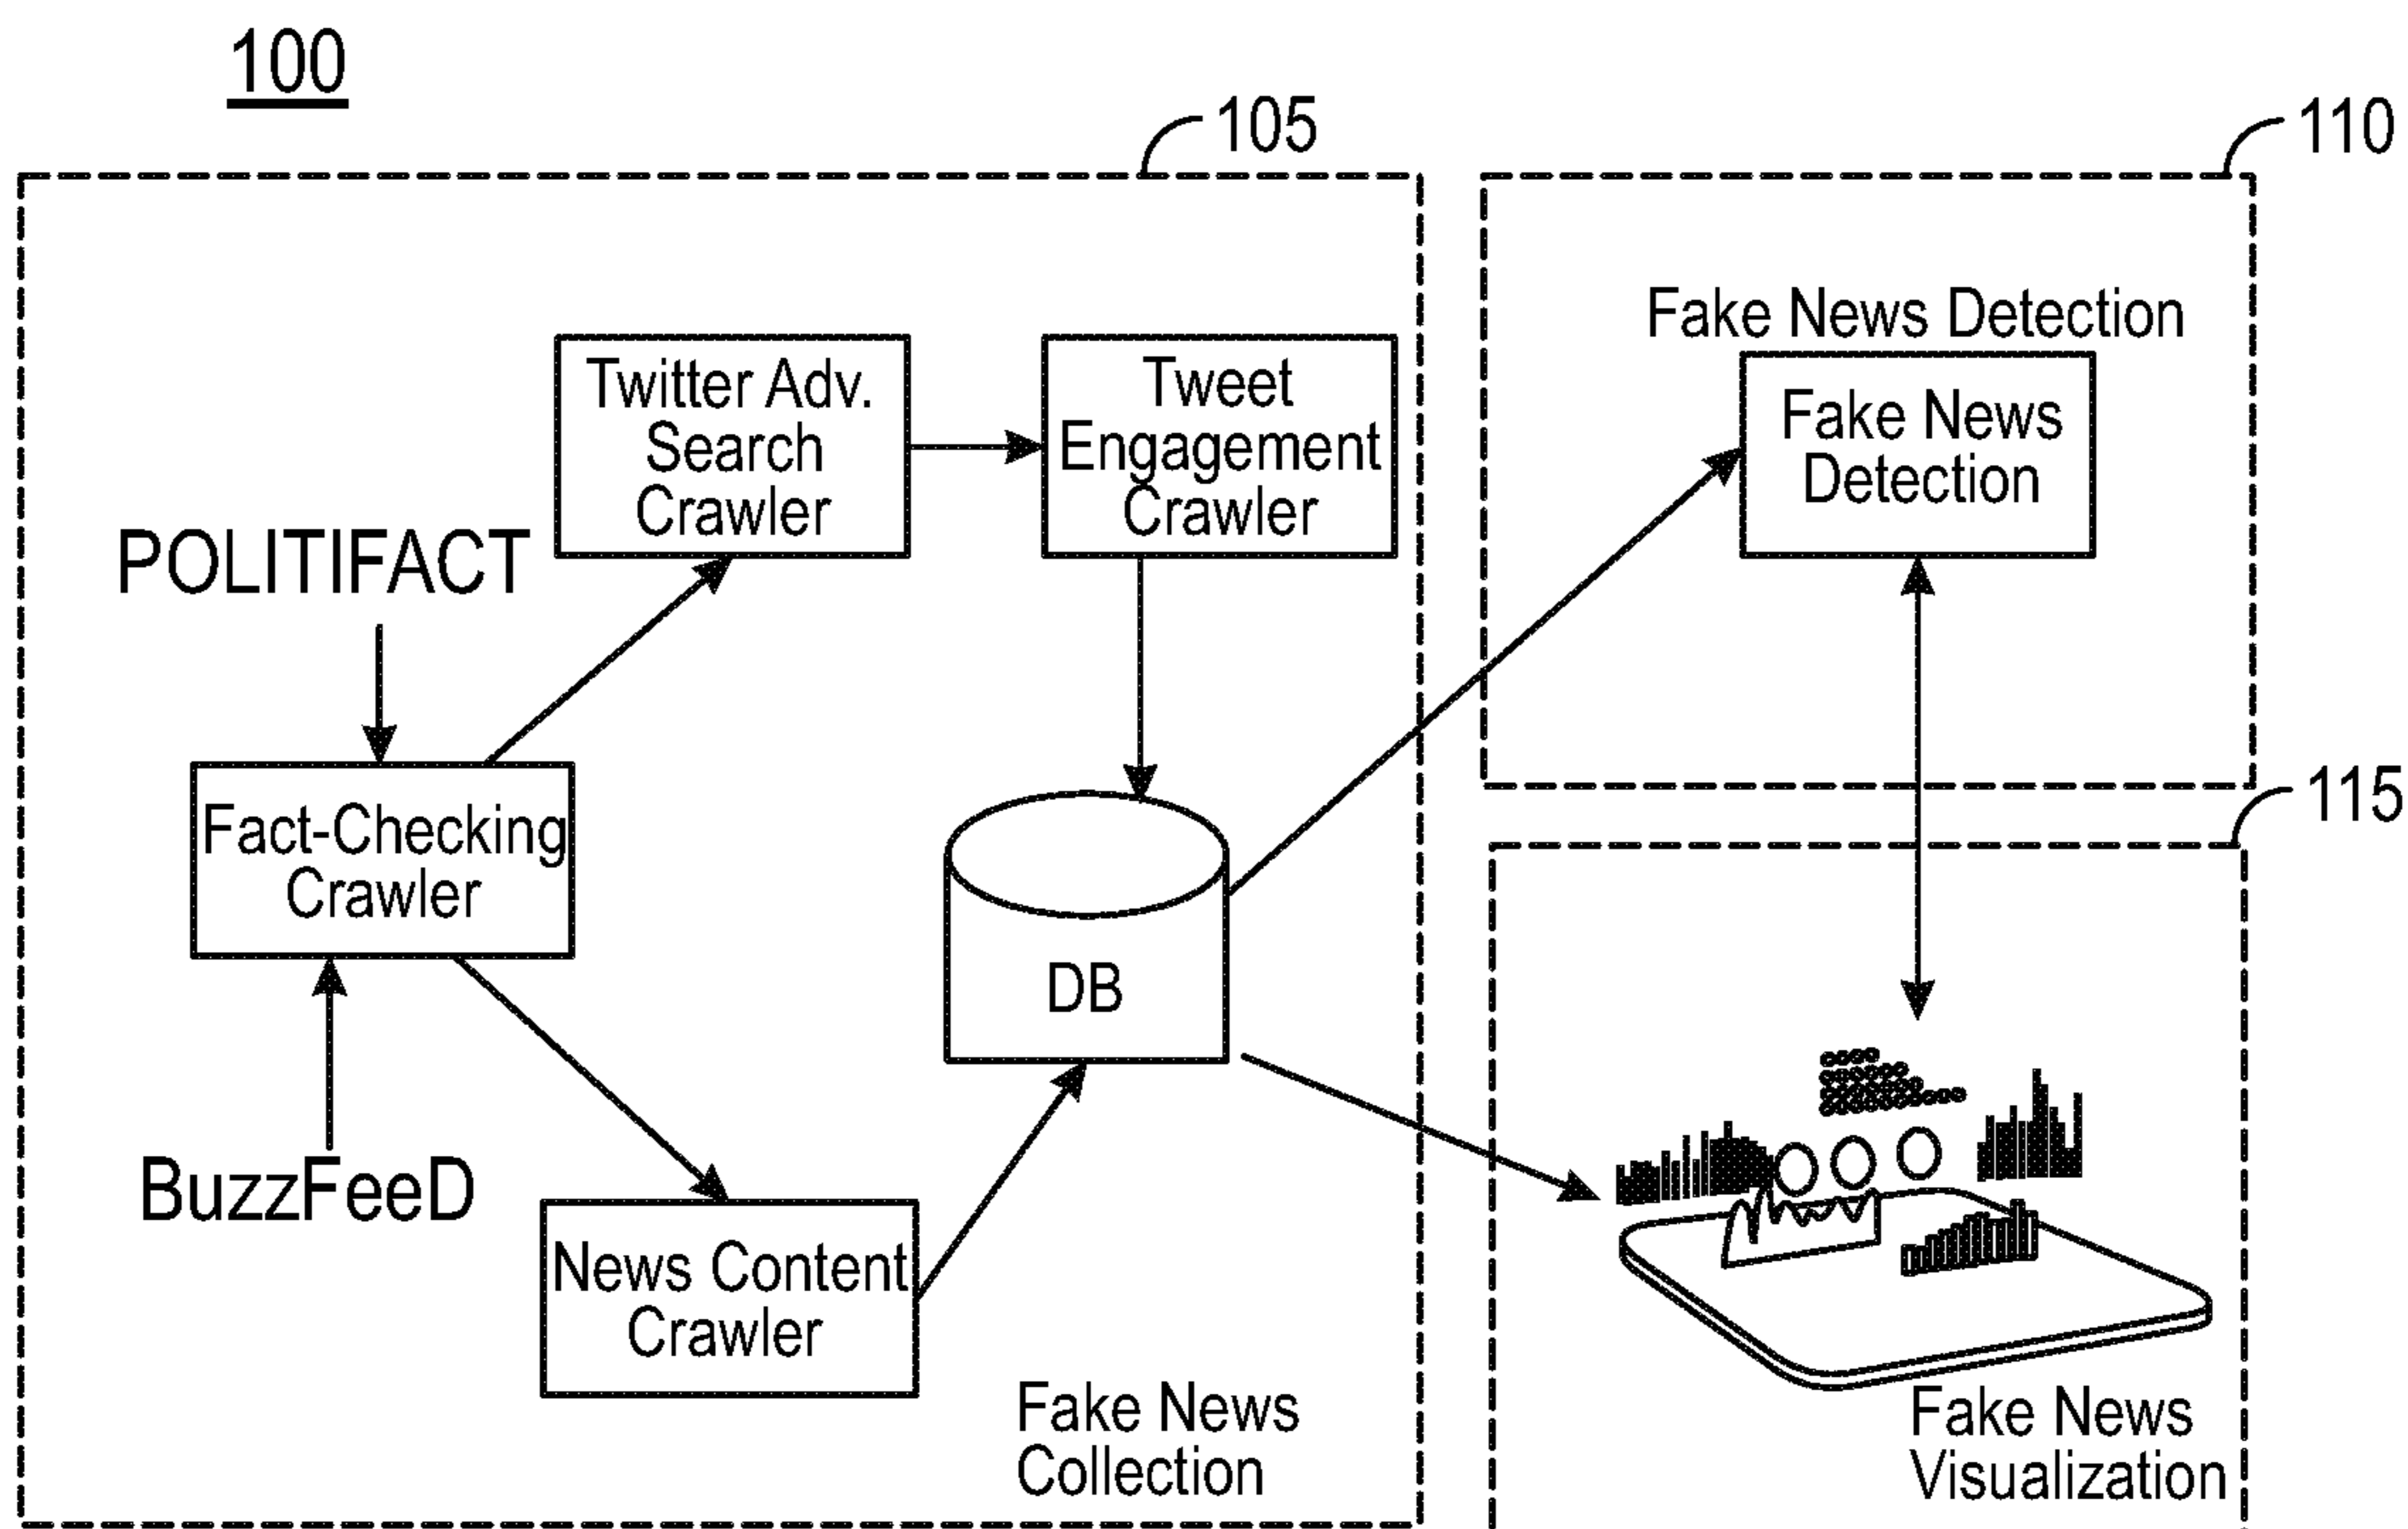 100
105
110
Fake News Detection
Twitter Adv.
Search
Crawler
Tweet
Engagement
Crawler
Fake News
Detection
POLITIFACT
115
Fact-Checking
Crawler
DB
BuzzFeeD
News Content
Crawler
Fake News
Collection
Fake News
Visualization